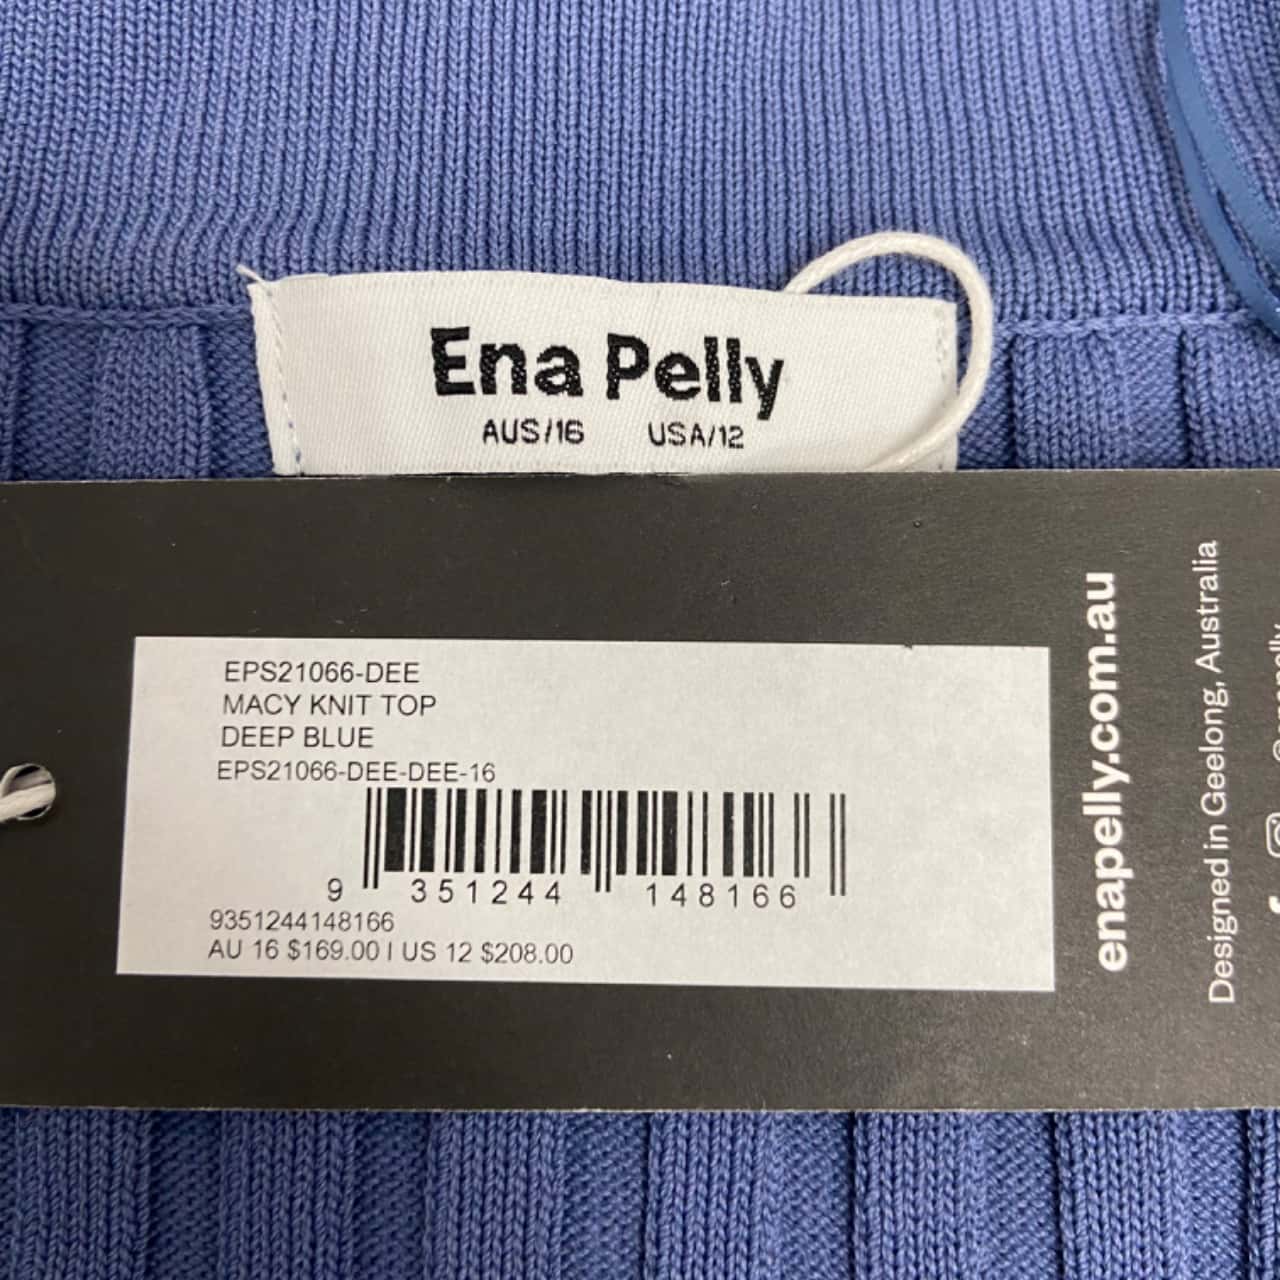 Ena Pelly
AUS/16 USA/12
EPS21066-DEE
MACY KNIT TOP
DEEP BLUE
EPS21066-DEE-DEE-16
9 351244 148166
9351244148166
AU 16 $169.00 I US 12 $208.00
enapelly.com.au
Designed in Geelong, Australia